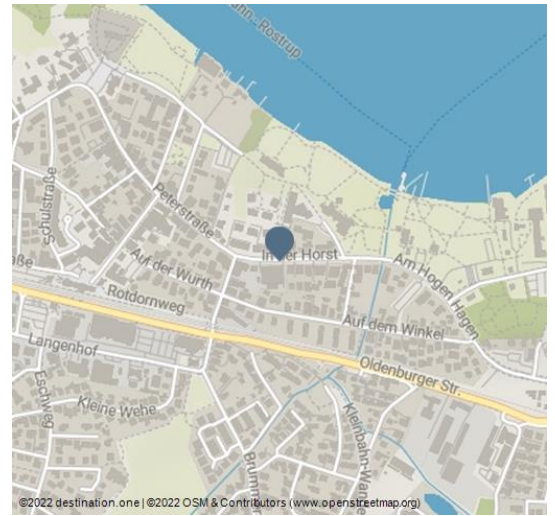 Rostrup
Schulstraße
Peterstraße
In der Horst
Auf der Wurth
Am Hogen Hagen
Rotdornweg
Auf dem Winkel
Langenhof
Oldenburger Str.
Eschweg
Kleine Wehe
©2022 destination.one | ©2022 OSM & Contributors (www.openstreetmap.org)